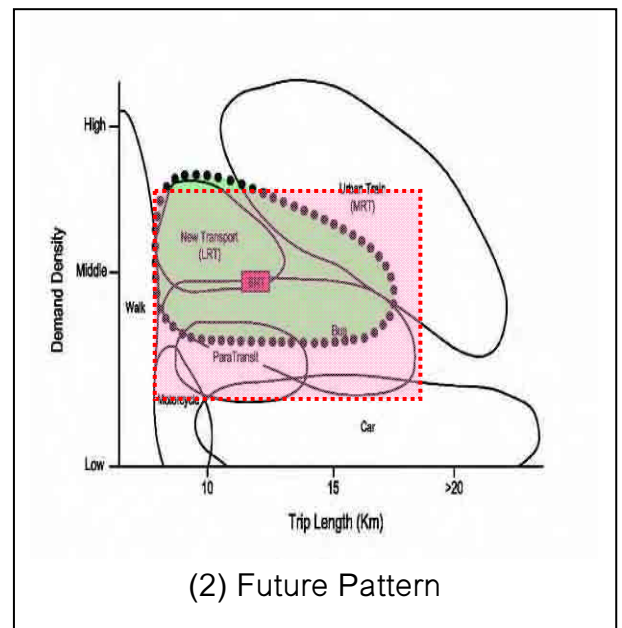 High
Urban Train
(MRT)
New Transport
(LRT)
Middle
BRT
Demand Density
Walk
Bus
ParaTransit
Motorcycle
Car
Low
10
15
>20
Trip Length (Km)
(2) Future Pattern